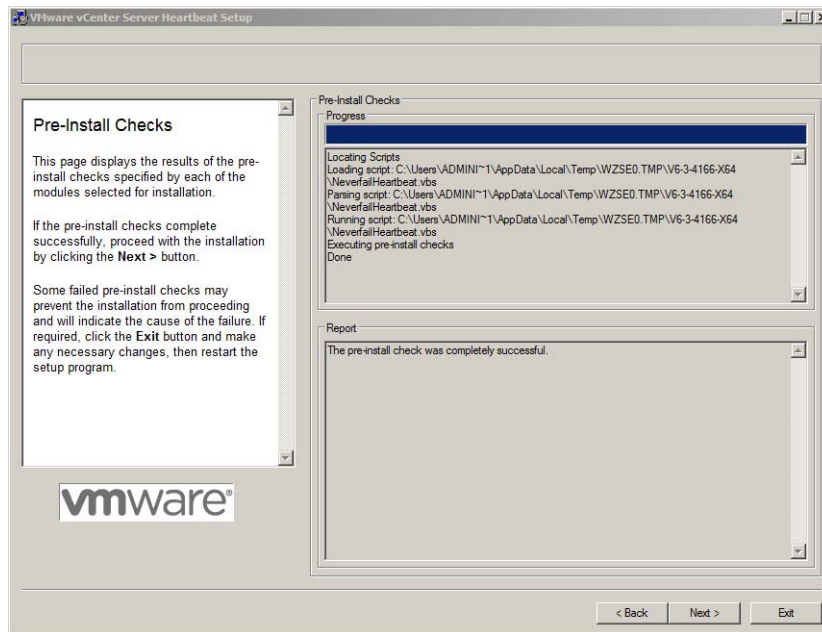 VMware vCenter Server Heartbeat Setup
Pre-Install Checks
This page displays the results of the pre-
install checks specified by each of the
modules selected for installation.
If the pre-install checks complete
successfully, proceed with the installation
by clicking the Next > button.
Some failed pre-install checks may
prevent the installation from proceeding
and will indicate the cause of the failure. If
required, click the Exit button and make
any necessary changes, then restart the
setup program.
vmware®
Pre-Install Checks
Progress
Locating Scripts
Loading script: C:\Users\ADMINI~1\AppData\Local\Temp\WZSE0.TMP\V6-3-4166-X64
\NeverfailHeartbeat.vbs
Parsing script: C:\Users\ADMINI~1\AppData\Local\Temp\WZSE0.TMP\V6-3-4166-X64
\NeverfailHeartbeat.vbs
Running script: C:\Users\ADMINI~1\AppData\Local\Temp\WZSE0.TMP\V6-3-4166-X64
\NeverfailHeartbeat.vbs
Executing pre-install checks
Done
Report
The pre-install check was completely successful.
< Back Next > Exit